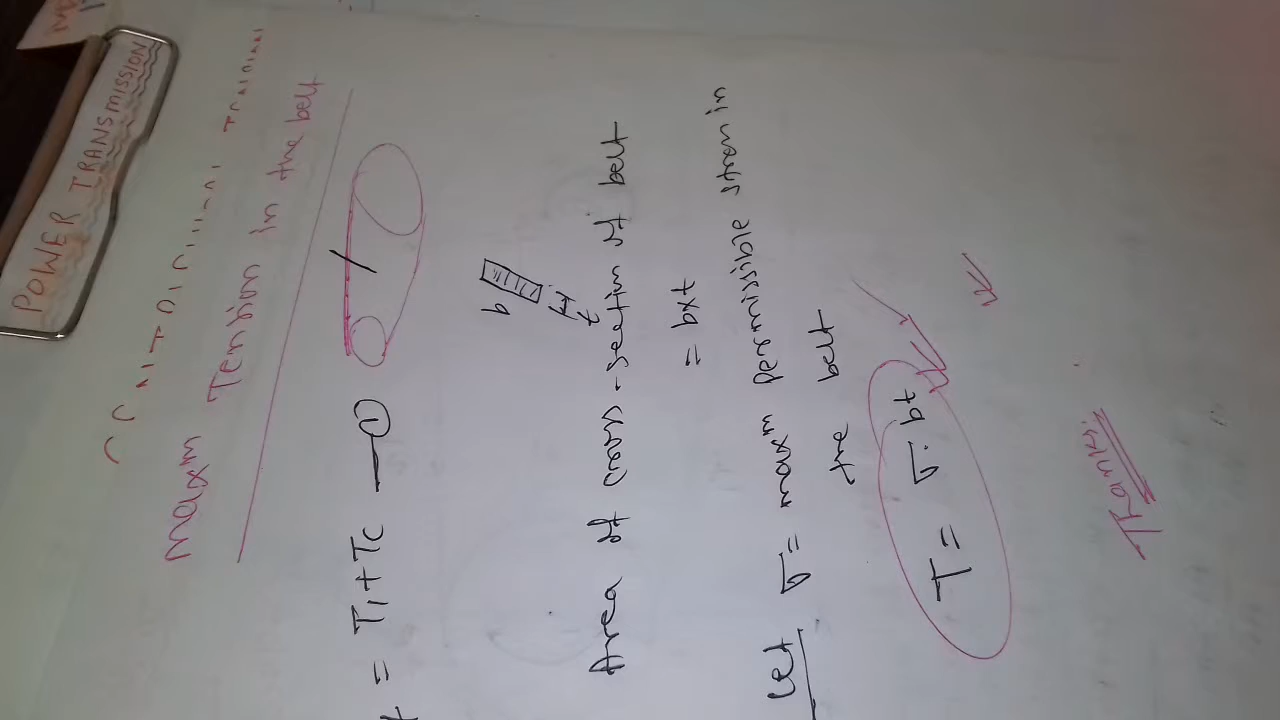 POWER TRANSMISSION
maxm Tension in the belt
= T1 + Tc —①
b
t
Area of cross-section of belt
= bxt
Let σ = maxm permissible stress in
the belt
T = σ. bt
Thanks.